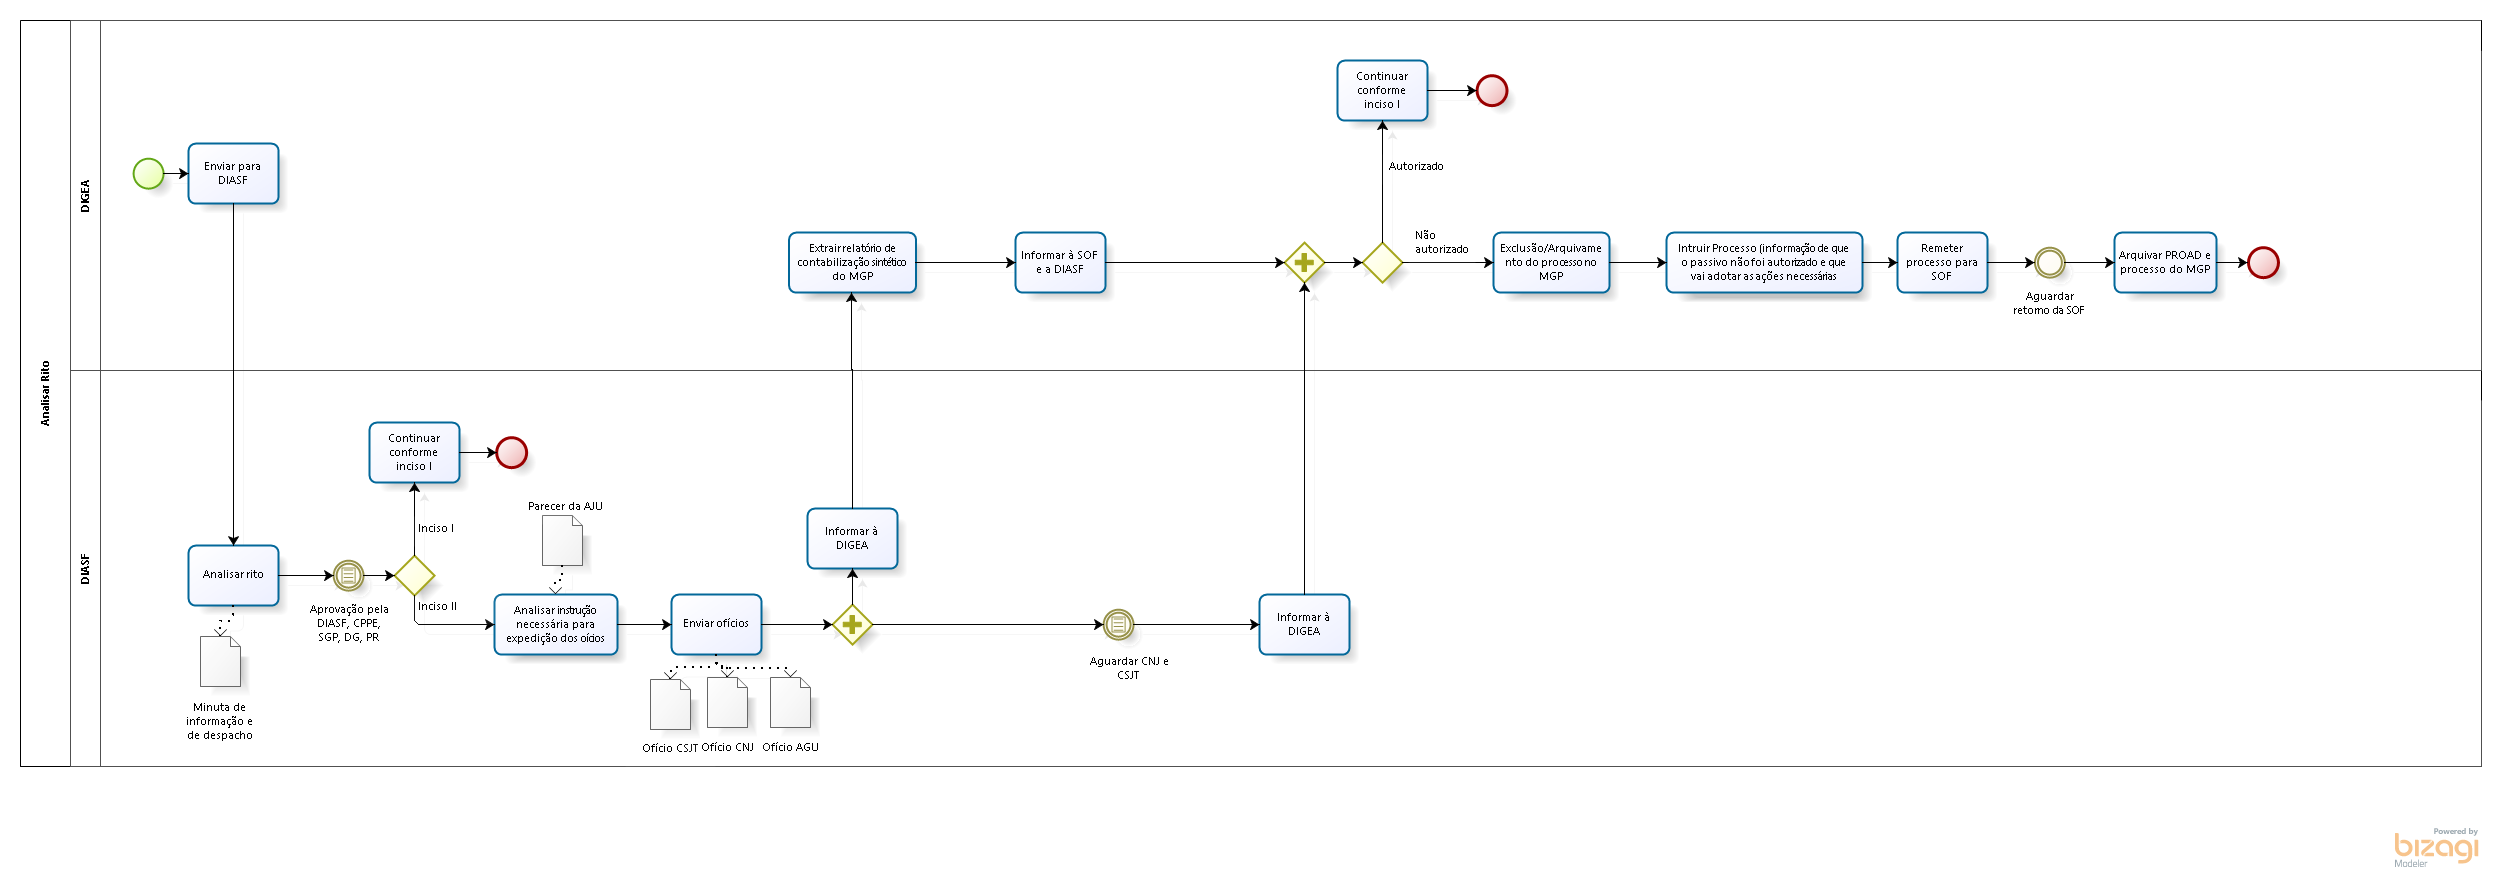 Analisar Rito
DIGEA
DIASF
Enviar para
DIASF
Analisar rito
Minuta de
informação e
de despacho
Aprovação pela
DIASF, CPPE,
SGP, DG, PR
Inciso I
Continuar
conforme
inciso I
Inciso II
Parecer da AJU
Analisar instrução
necessária para
expedição dos oícios
Enviar ofícios
Ofício CSJT
Ofício CNJ
Ofício AGU
Informar à
DIGEA
Extrair relatório de
contabilização sintético
do MGP
Informar à SOF
e a DIASF
Aguardar CNJ e
CSJT
Informar à
DIGEA
Autorizado
Continuar
conforme
inciso I
Não
autorizado
Exclusão/Arquivame
nto do processo no
MGP
Intruir Processo (informação de que
o passivo não foi autorizado e que
vai adotar as ações necessárias
Remeter
processo para
SOF
Aguardar
retorno da SOF
Arquivar PROAD e
processo do MGP
Powered by
bizagi
Modeler